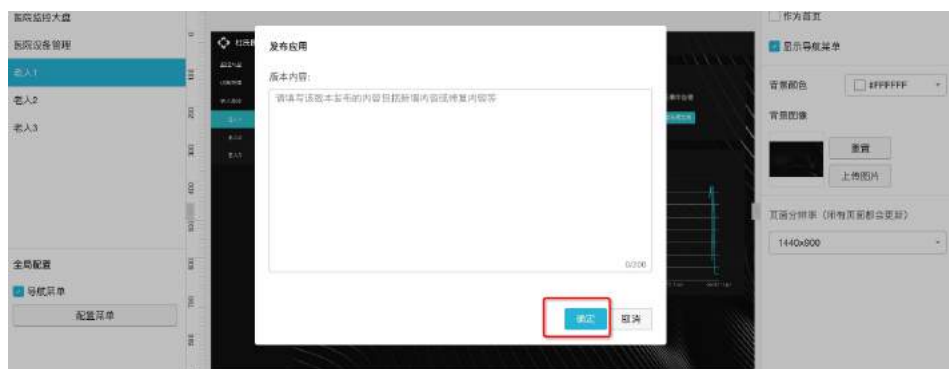 医院监控大盘
医院设备管理
老人1
老人2
老人3
全局配置
导航菜单
配置菜单
发布应用
版本内容:
请填写该版本发布的内容包括新增内容或修复内容等
0/200
确定
取消
作为首页
显示导航菜单
背景颜色
#FFFFFF
背景图像
重置
上传图片
页面分辨率（所有页面都会更新）
1440x900